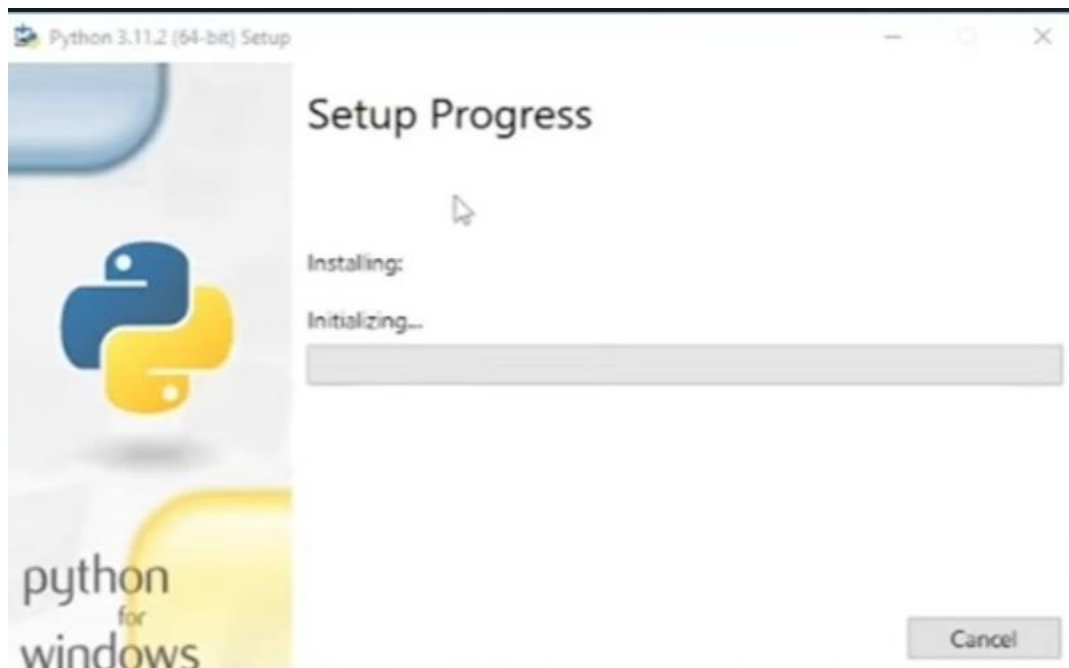 Python 3.11.2 (64-bit) Setup
Setup Progress
Installing:
Initializing...
python
for
windows
Cancel